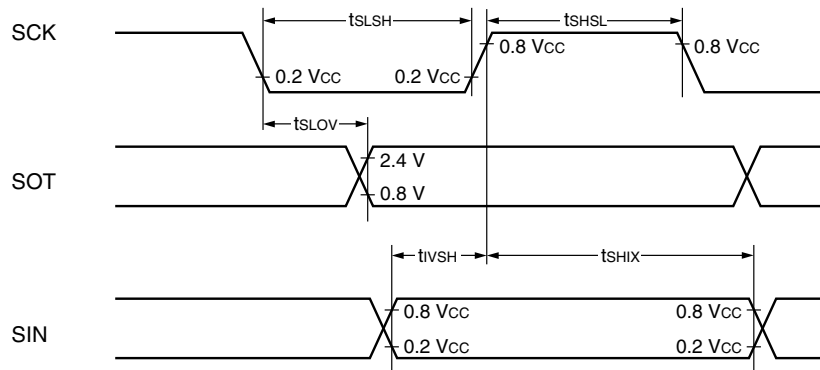 tSLSH tSHSL
SCK
0.8 VCC 0.8 VCC
0.2 VCC 0.2 VCC
tSLOV
2.4 V
SOT
0.8 V
tIVSH tSHIX
0.8 VCC 0.8 VCC
SIN
0.2 VCC 0.2 VCC